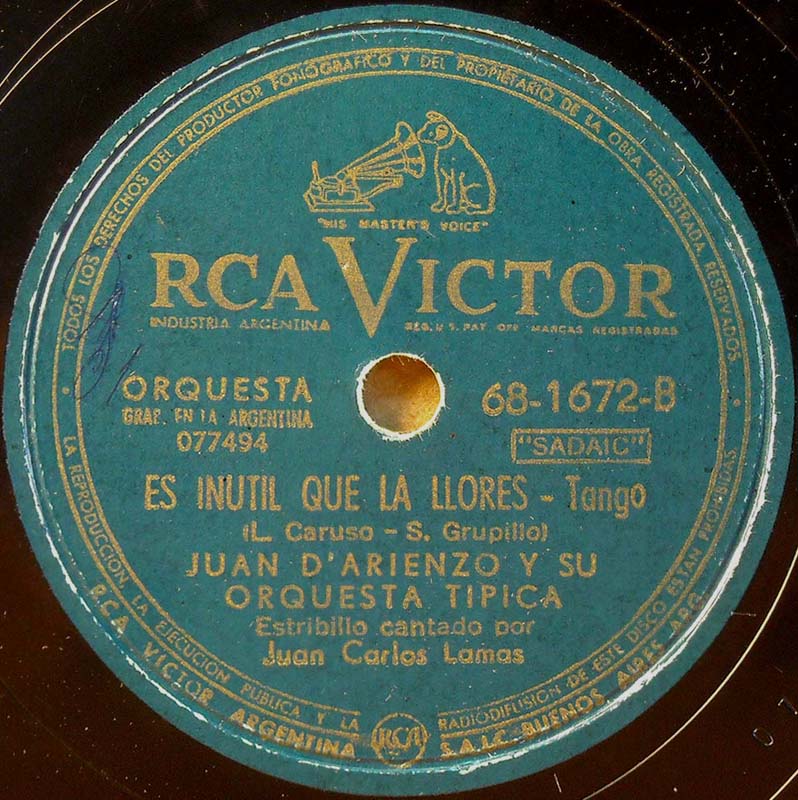 TODOS LOS DERECHOS DEL PRODUCTOR FONOGRAFICO Y DEL PROPIETARIO DE LA OBRA REGISTRADA RESERVADOS
"HIS MASTER'S VOICE"
RCA VICTOR
INDUSTRIA ARGENTINA
REG. U S. PAT OFF MARCAS REGISTRADAS
ORQUESTA
68-1672-B
GRAB. EN LA ARGENTINA
077494
"SADAIC"
ES INUTIL QUE LA LLORES - Tango
(L. Caruso - S. Grupillo)
JUAN D'ARIENZO Y SU
ORQUESTA TIPICA
Estribillo cantado por
Juan Carlos Lamas
LA REPRODUCCION LA EJECUCION PUBLICA Y LA RADIODIFUSION DE ESTE DISCO ESTAN PROHIBIDAS
RCA VICTOR ARGENTINA RCA S.A.I.C. BUENOS AIRES ARG